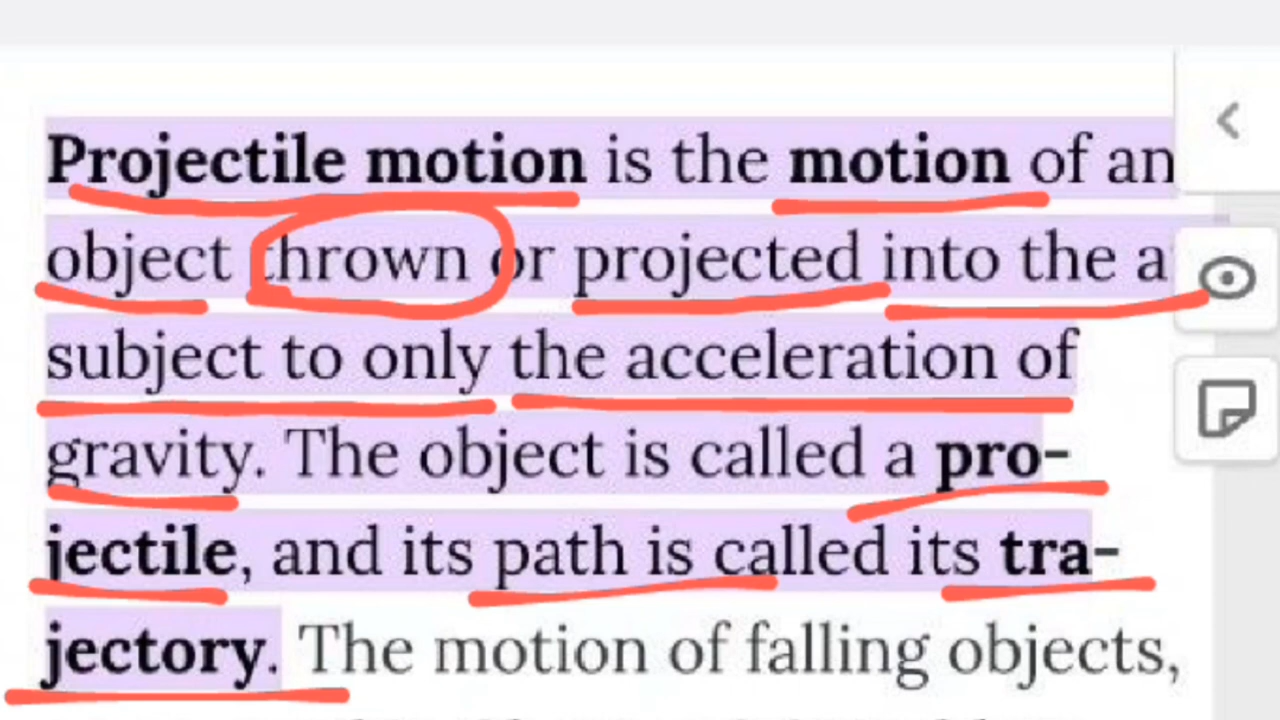 Projectile motion is the motion of an
object thrown or projected into the a
subject to only the acceleration of
gravity. The object is called a pro-
jectile, and its path is called its tra-
jectory. The motion of falling objects,